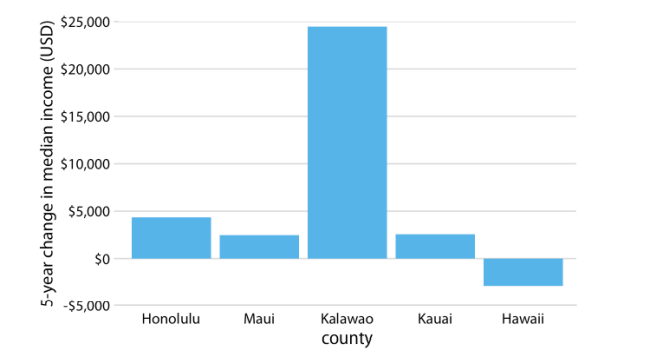 5-year change in median income (USD)
$25,000
$20,000
$15,000
$10,000
$5,000
$0
-$5,000
Honolulu
Maui
Kalawao
Kauai
Hawaii
county